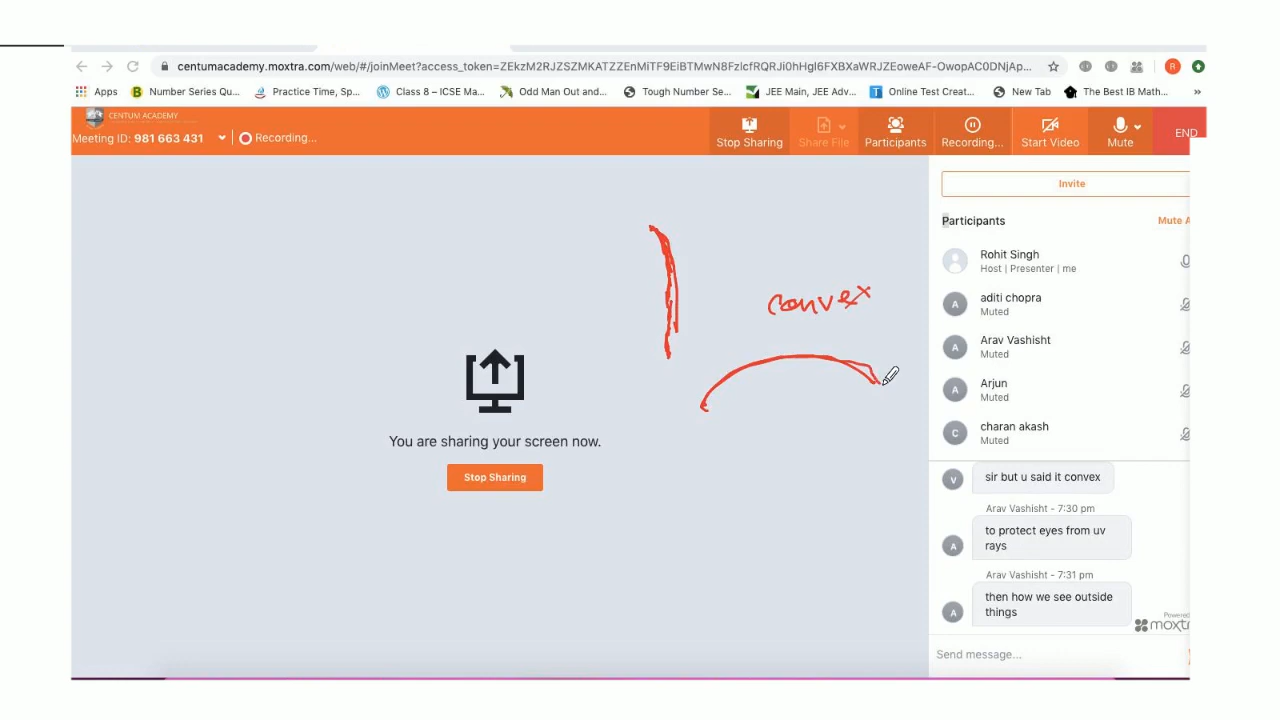 centumacademy.moxtra.com/web/#/joinMeet?access_token=ZEkzM2RJZSZMKATZZEnMiTF9EiBTMwN8FzIcfRQRJi0hHgI6FXBXaWRJZEoweAF-OwopAC0DNjAp...
Apps Number Series Qu... Practice Time, Sp... Class 8 – ICSE Ma... Odd Man Out and... Tough Number Se... JEE Main, JEE Adv... Online Test Creat... New Tab The Best IB Math... »
CENTUM ACADEMY
Meeting ID: 981 663 431 Recording...
Stop Sharing Share File Participants Recording... Start Video Mute END
Invite
Participants Mute A
Rohit Singh
Host | Presenter | me
aditi chopra
Muted
Arav Vashisht
Muted
Arjun
Muted
charan akash
Muted
convex
You are sharing your screen now.
Stop Sharing
sir but u said it convex
Arav Vashisht - 7:30 pm
to protect eyes from uv
rays
Arav Vashisht - 7:31 pm
then how we see outside
things
Powered
moxtr
Send message...